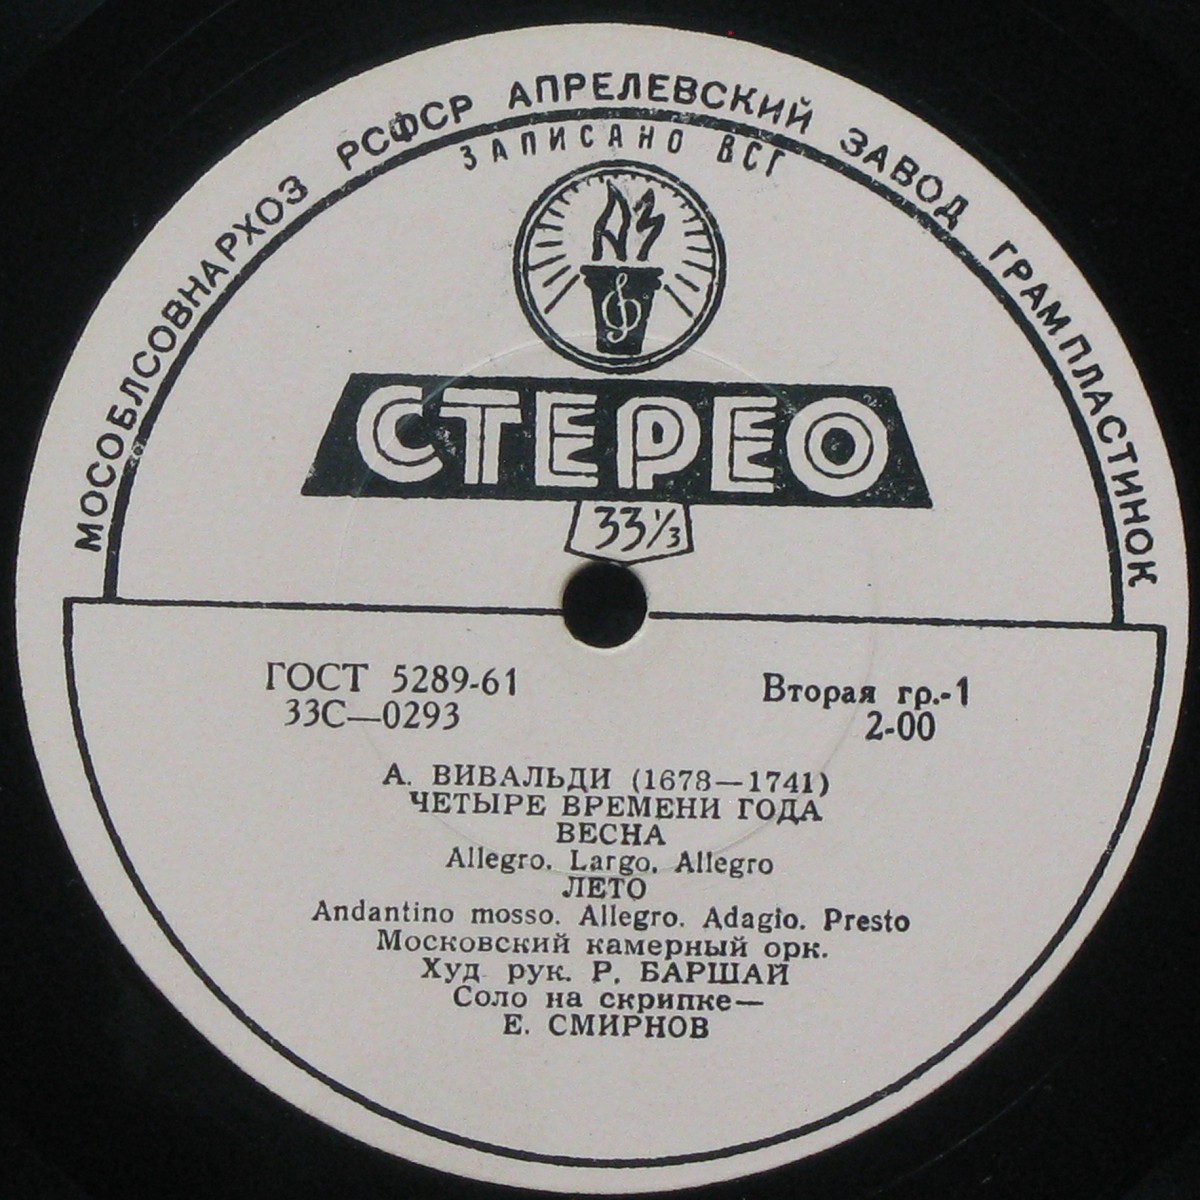 МОСОБЛСОВНАРХОЗ РСФСР АПРЕЛЕВСКИЙ ЗАВОД ГРАМПЛАСТИНОК
ЗАПИСАНО ВСГ
СТЕРЕО
33⅓
ГОСТ 5289-61
33С—0293
Вторая гр.-1
2-00
А. ВИВАЛЬДИ (1678—1741)
ЧЕТЫРЕ ВРЕМЕНИ ГОДА
ВЕСНА
Allegro. Largo. Allegro
ЛЕТО
Andantino mosso. Allegro. Adagio. Presto
Московский камерный орк.
Худ. рук. Р. БАРШАЙ
Соло на скрипке—
Е. СМИРНОВ